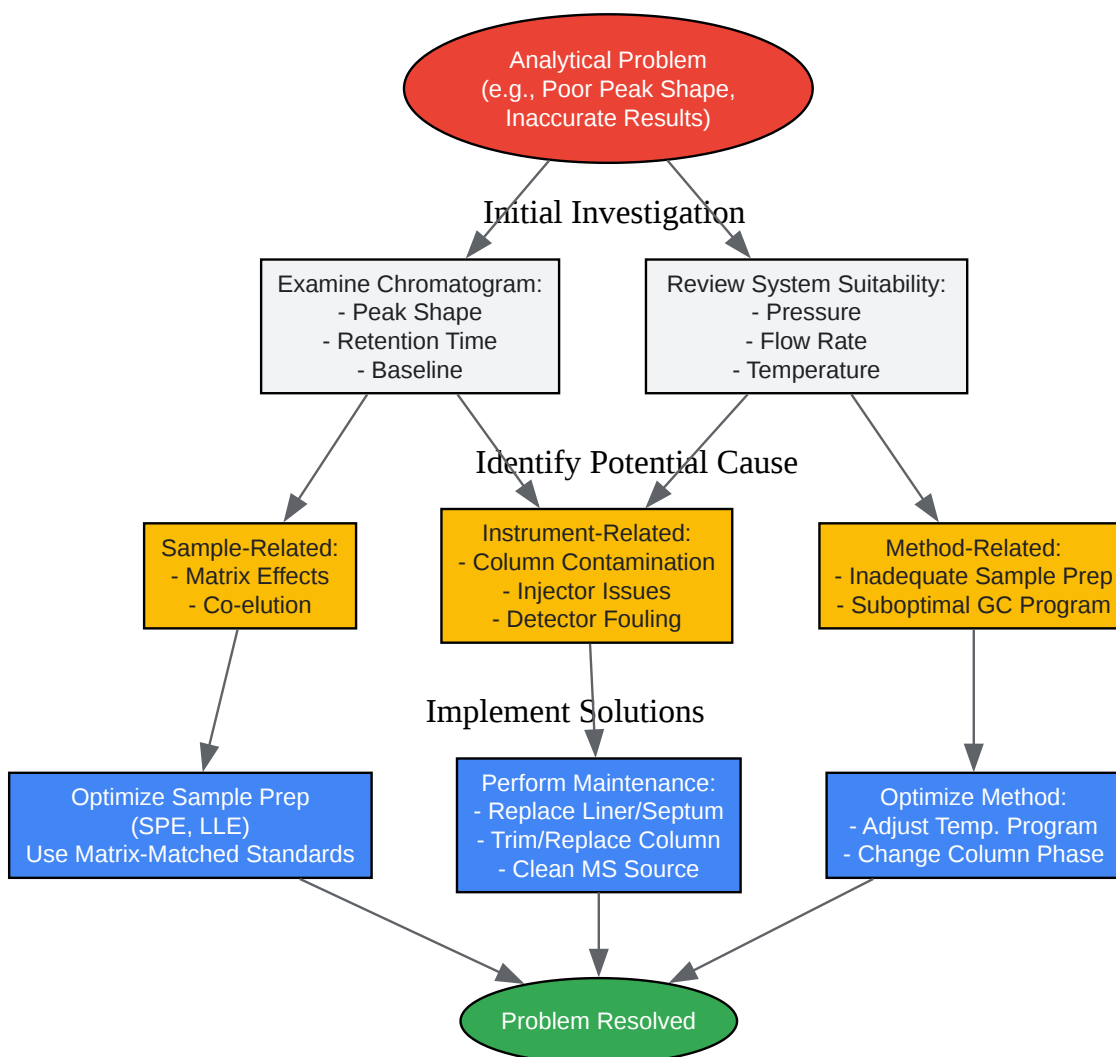 Analytical Problem
(e.g., Poor Peak Shape,
Inaccurate Results)
Initial Investigation
Examine Chromatogram:
- Peak Shape
- Retention Time
- Baseline
Review System Suitability:
- Pressure
- Flow Rate
- Temperature
Identify Potential Cause
Sample-Related:
- Matrix Effects
- Co-elution
Instrument-Related:
- Column Contamination
- Injector Issues
- Detector Fouling
Method-Related:
- Inadequate Sample Prep
- Suboptimal GC Program
Implement Solutions
Optimize Sample Prep
(SPE, LLE)
Use Matrix-Matched Standards
Perform Maintenance:
- Replace Liner/Septum
- Trim/Replace Column
- Clean MS Source
Optimize Method:
- Adjust Temp. Program
- Change Column Phase
Problem Resolved